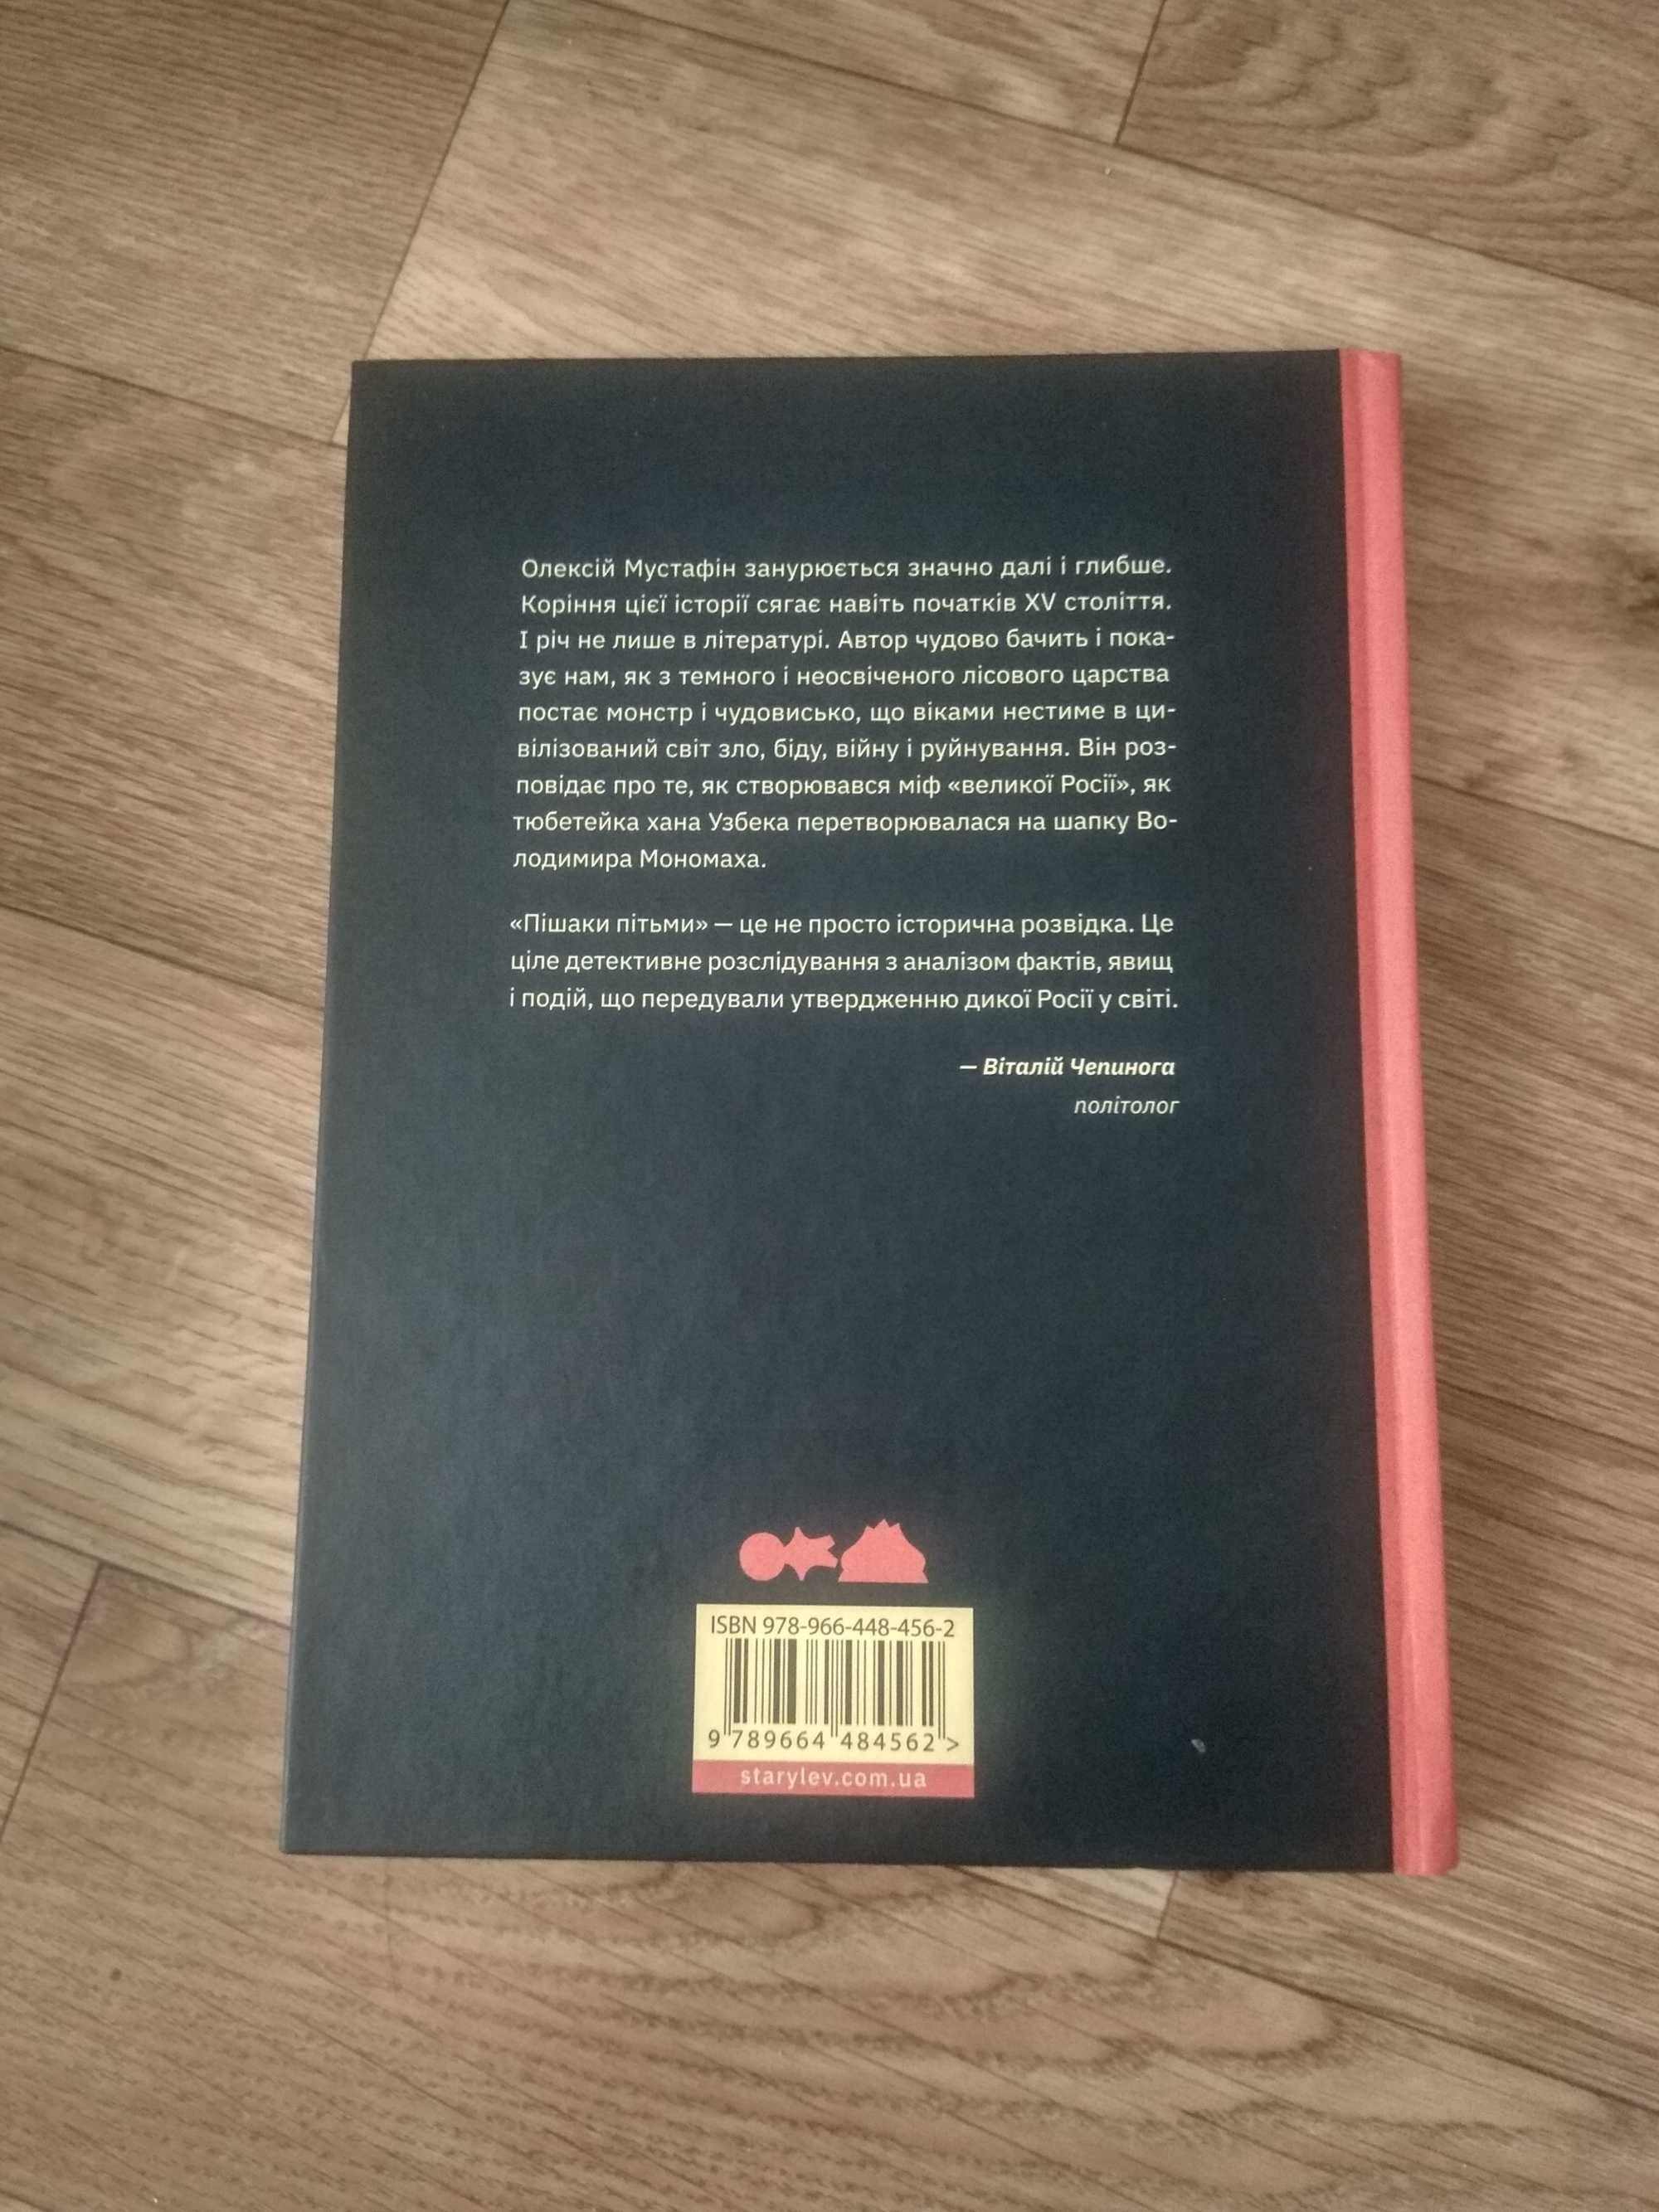 Олексій Мустафін занурюється значно далі і глибше.
Коріння цієї історії сягає навіть початків XV століття.
І річ не лише в літературі. Автор чудово бачить і пока-
зує нам, як з темного і неосвіченого лісового царства
постає монстр і чудовисько, що віками нестиме в ци-
вілізований світ зло, біду, війну і руйнування. Він роз-
повідає про те, як створювався міф «великої Росії», як
тюбетейка хана Узбека перетворювалася на шапку Во-
лодимира Мономаха.
«Пішаки пітьми» — це не просто історична розвідка. Це
ціле детективне розслідування з аналізом фактів, явищ
і подій, що передували утвердженню дикої Росії у світі.
— Віталій Чепинога
політолог
ISBN 978-966-448-456-2
9 789664 484562 >
starylev.com.ua